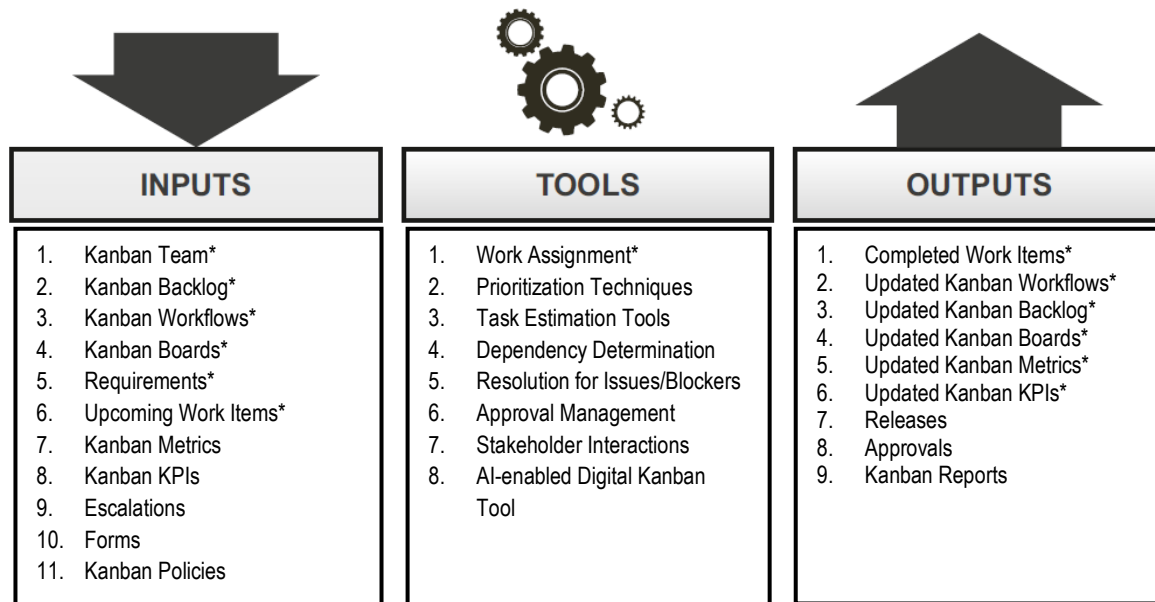 INPUTS
1. Kanban Team*
2. Kanban Backlog*
3. Kanban Workflows*
4. Kanban Boards*
5. Requirements*
6. Upcoming Work Items*
7. Kanban Metrics
8. Kanban KPIs
9. Escalations
10. Forms
11. Kanban Policies
TOOLS
1. Work Assignment*
2. Prioritization Techniques
3. Task Estimation Tools
4. Dependency Determination
5. Resolution for Issues/Blockers
6. Approval Management
7. Stakeholder Interactions
8. AI-enabled Digital Kanban
Tool
OUTPUTS
1. Completed Work Items*
2. Updated Kanban Workflows*
3. Updated Kanban Backlog*
4. Updated Kanban Boards*
5. Updated Kanban Metrics*
6. Updated Kanban KPIs*
7. Releases
8. Approvals
9. Kanban Reports